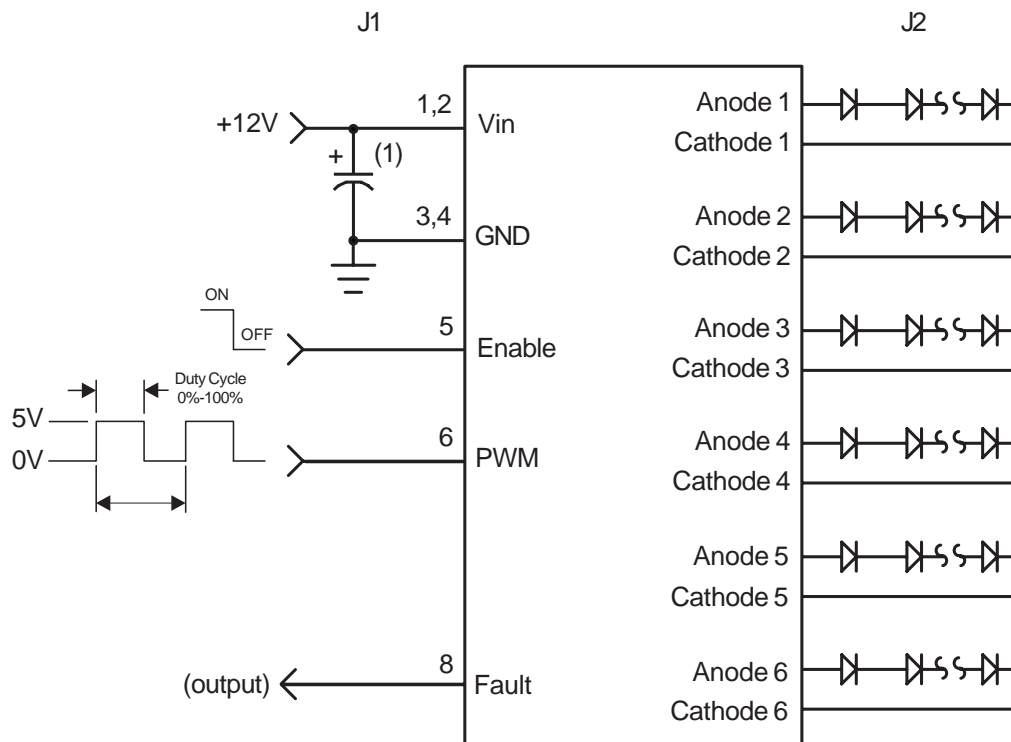 J1
J2
+12V
1,2
Vin
+
(1)
3,4
GND
ON
OFF
5
Enable
Duty Cycle
0%-100%
5V
0V
6
PWM
(output)
8
Fault
Anode 1
Cathode 1
Anode 2
Cathode 2
Anode 3
Cathode 3
Anode 4
Cathode 4
Anode 5
Cathode 5
Anode 6
Cathode 6